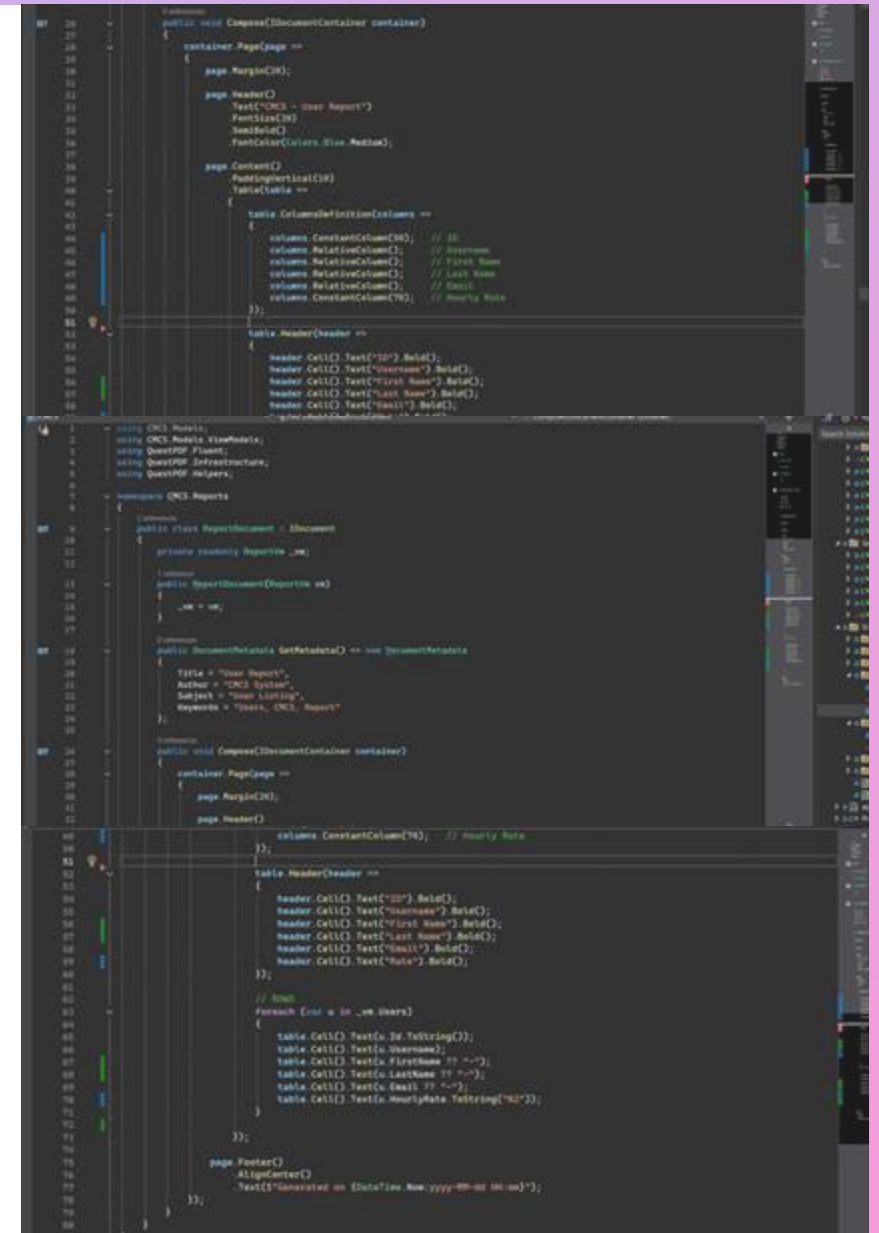 public void Compose(IDocumentContainer container)
{
container.Page(page =>
{
page.Margin(20);
page.Header()
.Text("CMCS - User Report")
.FontSize(20)
.SemiBold()
.FontColor(Colors.Blue.Medium);
page.Content()
.PaddingVertical(10)
.Table(table =>
{
table.ColumnsDefinition(columns =>
{
columns.RelativeColumn(); // Username
columns.RelativeColumn(); // First Name
columns.RelativeColumn(); // Last Name
columns.RelativeColumn(); // Email
columns.ConstantColumn(70); // Hourly Rate
});
51
table.Header(header =>
{
header.Cell().Text("ID").Bold();
header.Cell().Text("Username").Bold();
header.Cell().Text("First Name").Bold();
header.Cell().Text("Last Name").Bold();
header.Cell().Text("Email").Bold();
using CMCS.Models;
using CMCS.Models.ViewModels;
using QuestPDF.Fluent;
using QuestPDF.Infrastructure;
using QuestPDF.Helpers;
namespace CMCS.Reports
{
public class ReportDocument : IDocument
{
private readonly ReportVm _vm;
public ReportDocument(ReportVm vm)
{
_vm = vm;
}
public DocumentMetadata GetMetadata() => new DocumentMetadata
{
Title = "User Report",
Author = "CMCS System",
Subject = "User Listing",
Keywords = "Users, CMCS, Report"
};
public void Compose(IDocumentContainer container)
{
container.Page(page =>
{
page.Margin(20);
page.Header()
columns.ConstantColumn(70); // Hourly Rate
});
51
table.Header(header =>
{
header.Cell().Text("ID").Bold();
header.Cell().Text("Username").Bold();
header.Cell().Text("First Name").Bold();
header.Cell().Text("Last Name").Bold();
header.Cell().Text("Email").Bold();
header.Cell().Text("Rate").Bold();
});
// ROWS
foreach (var u in _vm.Users)
{
table.Cell().Text(u.Id.ToString());
table.Cell().Text(u.Username);
table.Cell().Text(u.FirstName ?? "-");
table.Cell().Text(u.LastName ?? "-");
table.Cell().Text(u.Email ?? "-");
table.Cell().Text(u.HourlyRate.ToString("N2"));
}
});
page.Footer()
.AlignCenter()
.Text($"Generated on {DateTime.Now:yyyy-MM-dd HH:mm}");
});
}
}